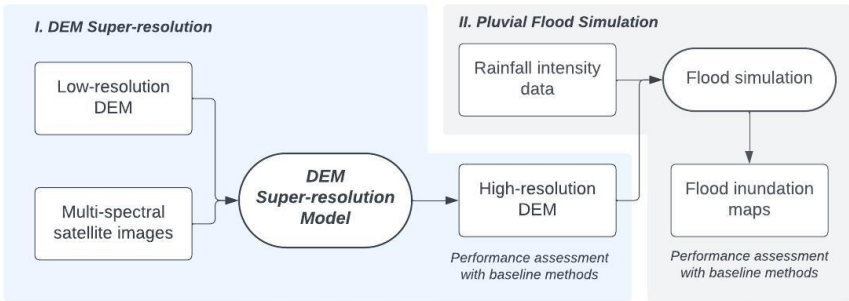 I. DEM Super-resolution
Low-resolution
DEM
Multi-spectral
satellite images
DEM
Super-resolution
Model
High-resolution
DEM
Performance assessment
with baseline methods
II. Pluvial Flood Simulation
Rainfall intensity
data
Flood simulation
Flood inundation
maps
Performance assessment
with baseline methods